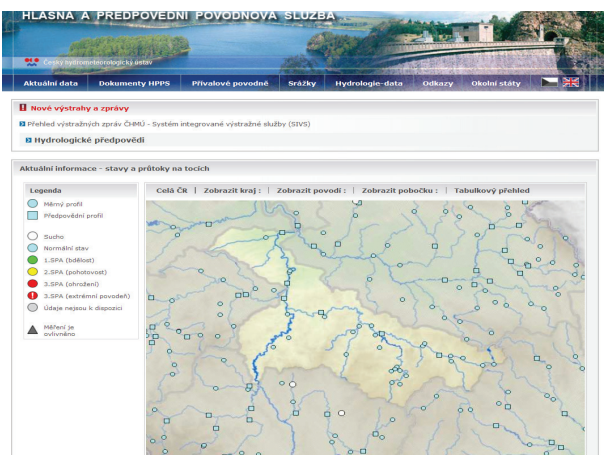 HLÁSNÁ A PŘEDPOVĚDNÍ POVODŇOVÁ SLUŽBA
Český hydrometeorologický ústav
Aktuální data
Dokumenty HPPS
Přívalové povodně
Srážky
Hydrologie-data
Odkazy
Okolní státy
Nové výstrahy a zprávy
Přehled výstražných zpráv ČHMÚ - Systém integrované výstražné služby (SIVS)
Hydrologické předpovědi
Aktuální informace - stavy a průtoky na tocích
Legenda
Měrný profil
Předpovědní profil
Sucho
Normální stav
1.SPA (bdělost)
2.SPA (pohotovost)
3.SPA (ohrožení)
3.SPA (extrémní povodeň)
Údaje nejsou k dispozici
Měření je
ovlivněno
Celá ČR | Zobrazit kraj : | Zobrazit povodí : | Zobrazit pobočku : | Tabulkový přehled